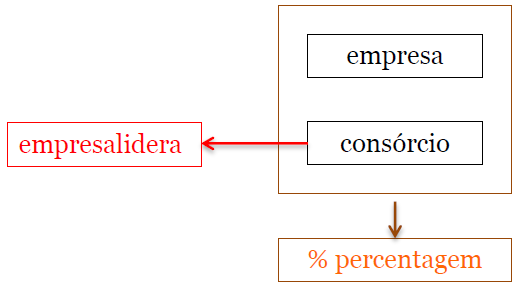 empresa
empresalidera
consórcio
% percentagem